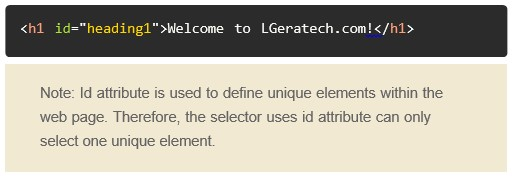 <h1 id="heading1">Welcome to LGeratech.com!</h1>
Note: Id attribute is used to define unique elements within the
web page. Therefore, the selector uses id attribute can only
select one unique element.